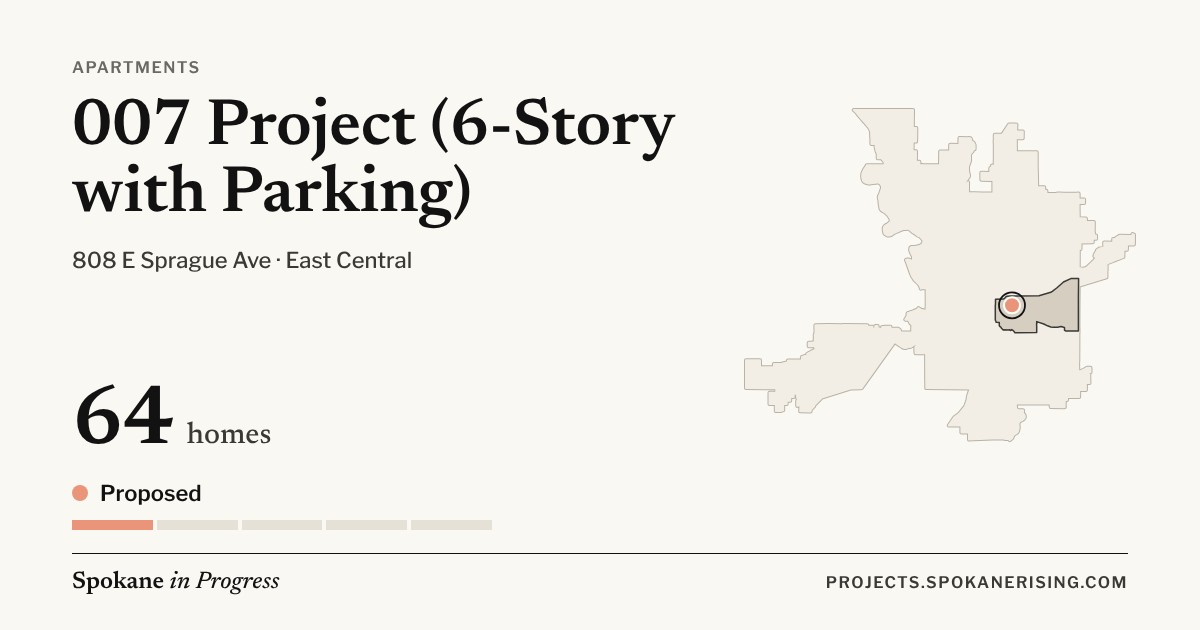 APARTMENTS
007 Project (6-Story
with Parking)
808 E Sprague Ave · East Central
64 homes
Proposed
Spokane in Progress
PROJECTS.SPOKANERISING.COM